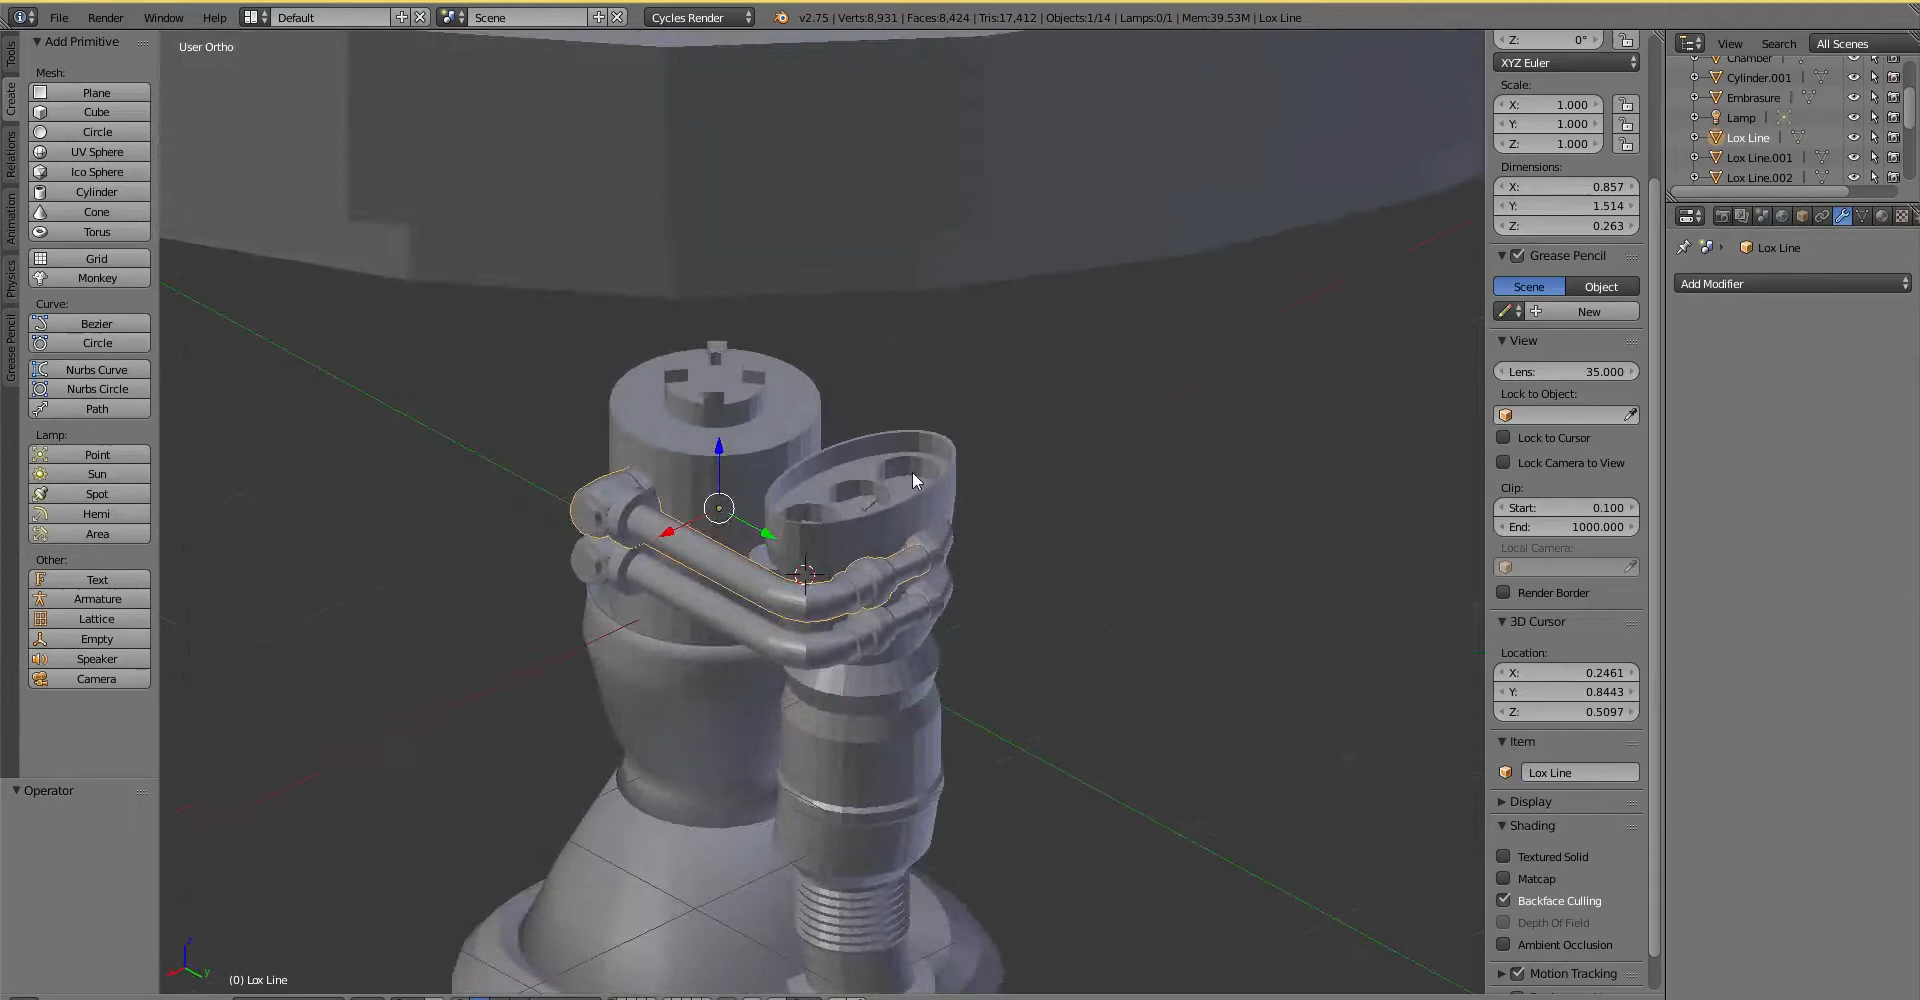 File Render Window Help Default Scene Cycles Render v2.75 | Verts:8,931 | Faces:8,424 | Tris:17,412 | Objects:1/14 | Lamps:0/1 | Mem:39.53M | Lox Line
Tools
Create
Relations
Animation
Physics
Grease Pencil
Add Primitive
Mesh:
Plane
Cube
Circle
UV Sphere
Ico Sphere
Cylinder
Cone
Torus
Grid
Monkey
Curve:
Bezier
Circle
Nurbs Curve
Nurbs Circle
Path
Lamp:
Point
Sun
Spot
Hemi
Area
Other:
Text
Armature
Lattice
Empty
Speaker
Camera
Operator
User Ortho
z
x
y
(0) Lox Line
Z: 0°
XYZ Euler
Scale:
X: 1.000
Y: 1.000
Z: 1.000
Dimensions:
X: 0.857
Y: 1.514
Z: 0.263
Grease Pencil
Scene Object
New
View
Lens: 35.000
Lock to Object:
Lock to Cursor
Lock Camera to View
Clip:
Start: 0.100
End: 1000.000
Local Camera:
Render Border
3D Cursor
Location:
X: 0.2461
Y: 0.8443
Z: 0.5097
Item
Lox Line
Display
Shading
Textured Solid
Matcap
Backface Culling
Depth Of Field
Ambient Occlusion
Motion Tracking
View Search All Scenes
Chamber
Cylinder.001
Embrasure
Lamp
Lox Line
Lox Line.001
Lox Line.002
Lox Line
Add Modifier